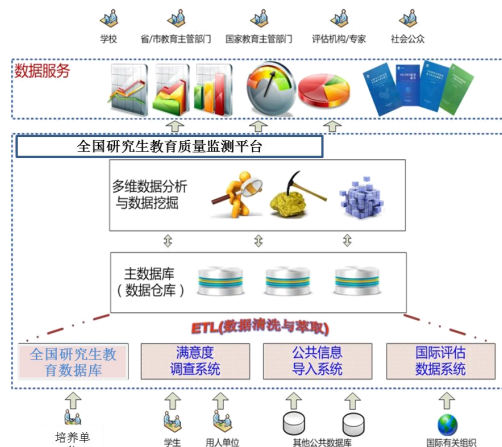 学校 省/市教育主管部门 国家教育主管部门 评估机构/专家 社会公众
数据服务
全国研究生教育质量监测平台
多维数据分析
与数据挖掘
主数据库
（数据仓库）
ETL(数据清洗与萃取)
全国研究生教
育数据库
满意度
调查系统
公共信息
导入系统
国际评估
数据系统
培养单
学生 用人单位 其他公共数据库 国际有关组织